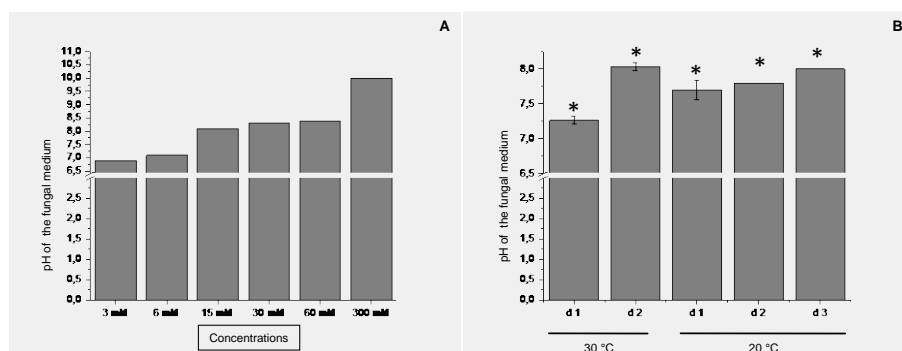 A
11,0
10,5
10,0
9,5
9,0
8,5
8,0
7,5
7,0
6,5
2,5
2,0
1,5
1,0
0,5
0,0
pH of the fungal medium
3 mM
6 mM
15 mM
30 mM
60 mM
300 mM
Concentrations
B
8,0
7,5
7,0
6,5
2,5
2,0
1,5
1,0
0,5
0,0
pH of the fungal medium
*
*
*
*
*
d 1
d 2
d 1
d 2
d 3
30 °C
20 °C